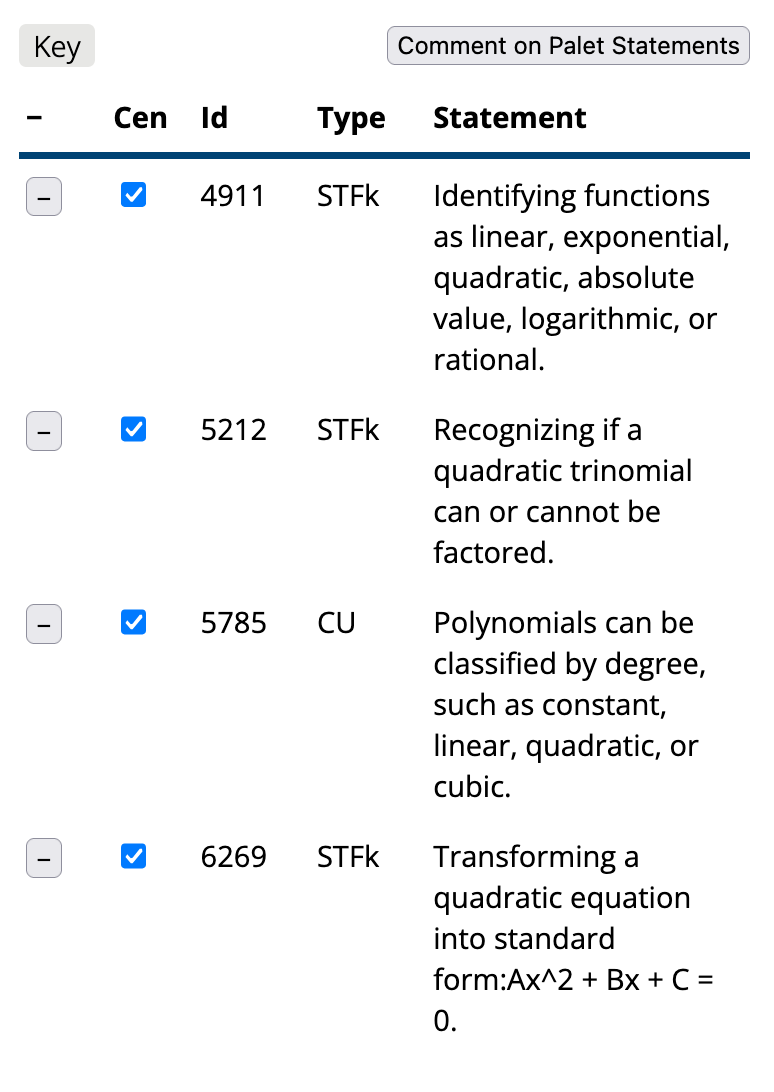 Key
Comment on Palet Statements
– Cen Id Type Statement
– 4911 STFk Identifying functions
as linear, exponential,
quadratic, absolute
value, logarithmic, or
rational.
– 5212 STFk Recognizing if a
quadratic trinomial
can or cannot be
factored.
– 5785 CU Polynomials can be
classified by degree,
such as constant,
linear, quadratic, or
cubic.
– 6269 STFk Transforming a
quadratic equation
into standard
form:Ax^2 + Bx + C =
0.